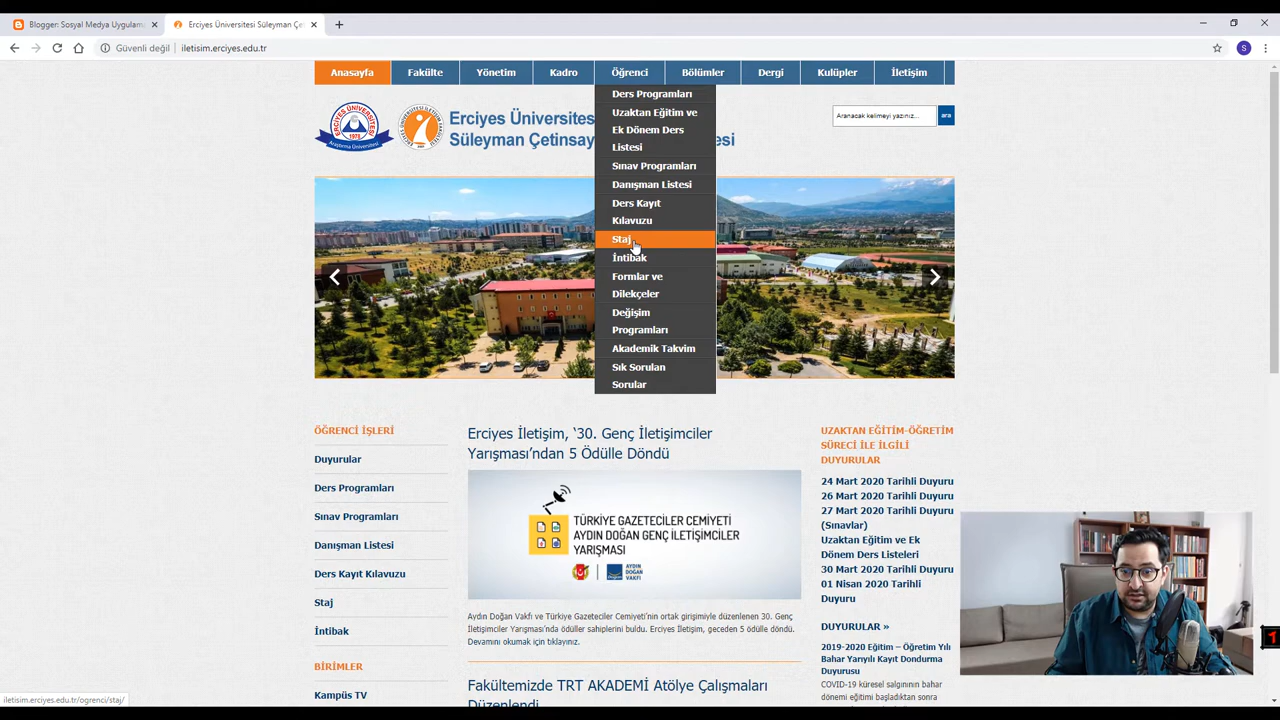 Blogger: Sosyal Medya Uygulam
Erciyes Üniversitesi Süleyman Çe
Güvenli değil
iletisim.erciyes.edu.tr
S
Anasayfa
Fakülte
Yönetim
Kadro
Öğrenci
Bölümler
Dergi
Kulüpler
İletişim
Ders Programları
Uzaktan Eğitim ve
Ek Dönem Ders
Listesi
Sınav Programları
Danışman Listesi
Ders Kayıt
Kılavuzu
Staj
İntibak
Formlar ve
Dilekçeler
Değişim
Programları
Akademik Takvim
Sık Sorulan
Sorular
Erciyes Üniversites
Süleyman Çetinsay
desi
Aranacak kelimeyi yazınız...
ara
ÖĞRENCİ İŞLERİ
Duyurular
Ders Programları
Sınav Programları
Danışman Listesi
Ders Kayıt Kılavuzu
Staj
İntibak
BİRİMLER
Kampüs TV
Erciyes İletişim, '30. Genç İletişimciler
Yarışması'ndan 5 Ödülle Döndü
TÜRKİYE GAZETECİLER CEMİYETİ
AYDIN DOĞAN GENÇ İLETİŞİMCİLER
YARIŞMASI
AYDIN
DOĞAN
VAKFI
Aydın Doğan Vakfı ve Türkiye Gazeteciler Cemiyeti'nin ortak girişimiyle düzenlenen 30. Genç
İletişimciler Yarışması'nda ödüller sahiplerini buldu. Erciyes İletişim, geceden 5 ödülle döndü.
Devamını okumak için tıklayınız.
Fakültemizde TRT AKADEMİ Atölye Çalışmaları
Düzenlendi
UZAKTAN EĞİTİM-ÖĞRETİM
SÜRECİ İLE İLGİLİ
DUYURULAR
24 Mart 2020 Tarihli Duyuru
26 Mart 2020 Tarihli Duyuru
27 Mart 2020 Tarihli Duyuru
(Sınavlar)
Uzaktan Eğitim ve Ek
Dönem Ders Listeleri
30 Mart 2020 Tarihli Duyuru
01 Nisan 2020 Tarihli
Duyuru
DUYURULAR »
2019-2020 Eğitim – Öğretim Yılı
Bahar Yarıyılı Kayıt Dondurma
Duyurusu
COVID-19 küresel salgınının bahar
dönemi eğitimi başladıktan sonra
iletisim.erciyes.edu.tr/ogrenci/staj/
1